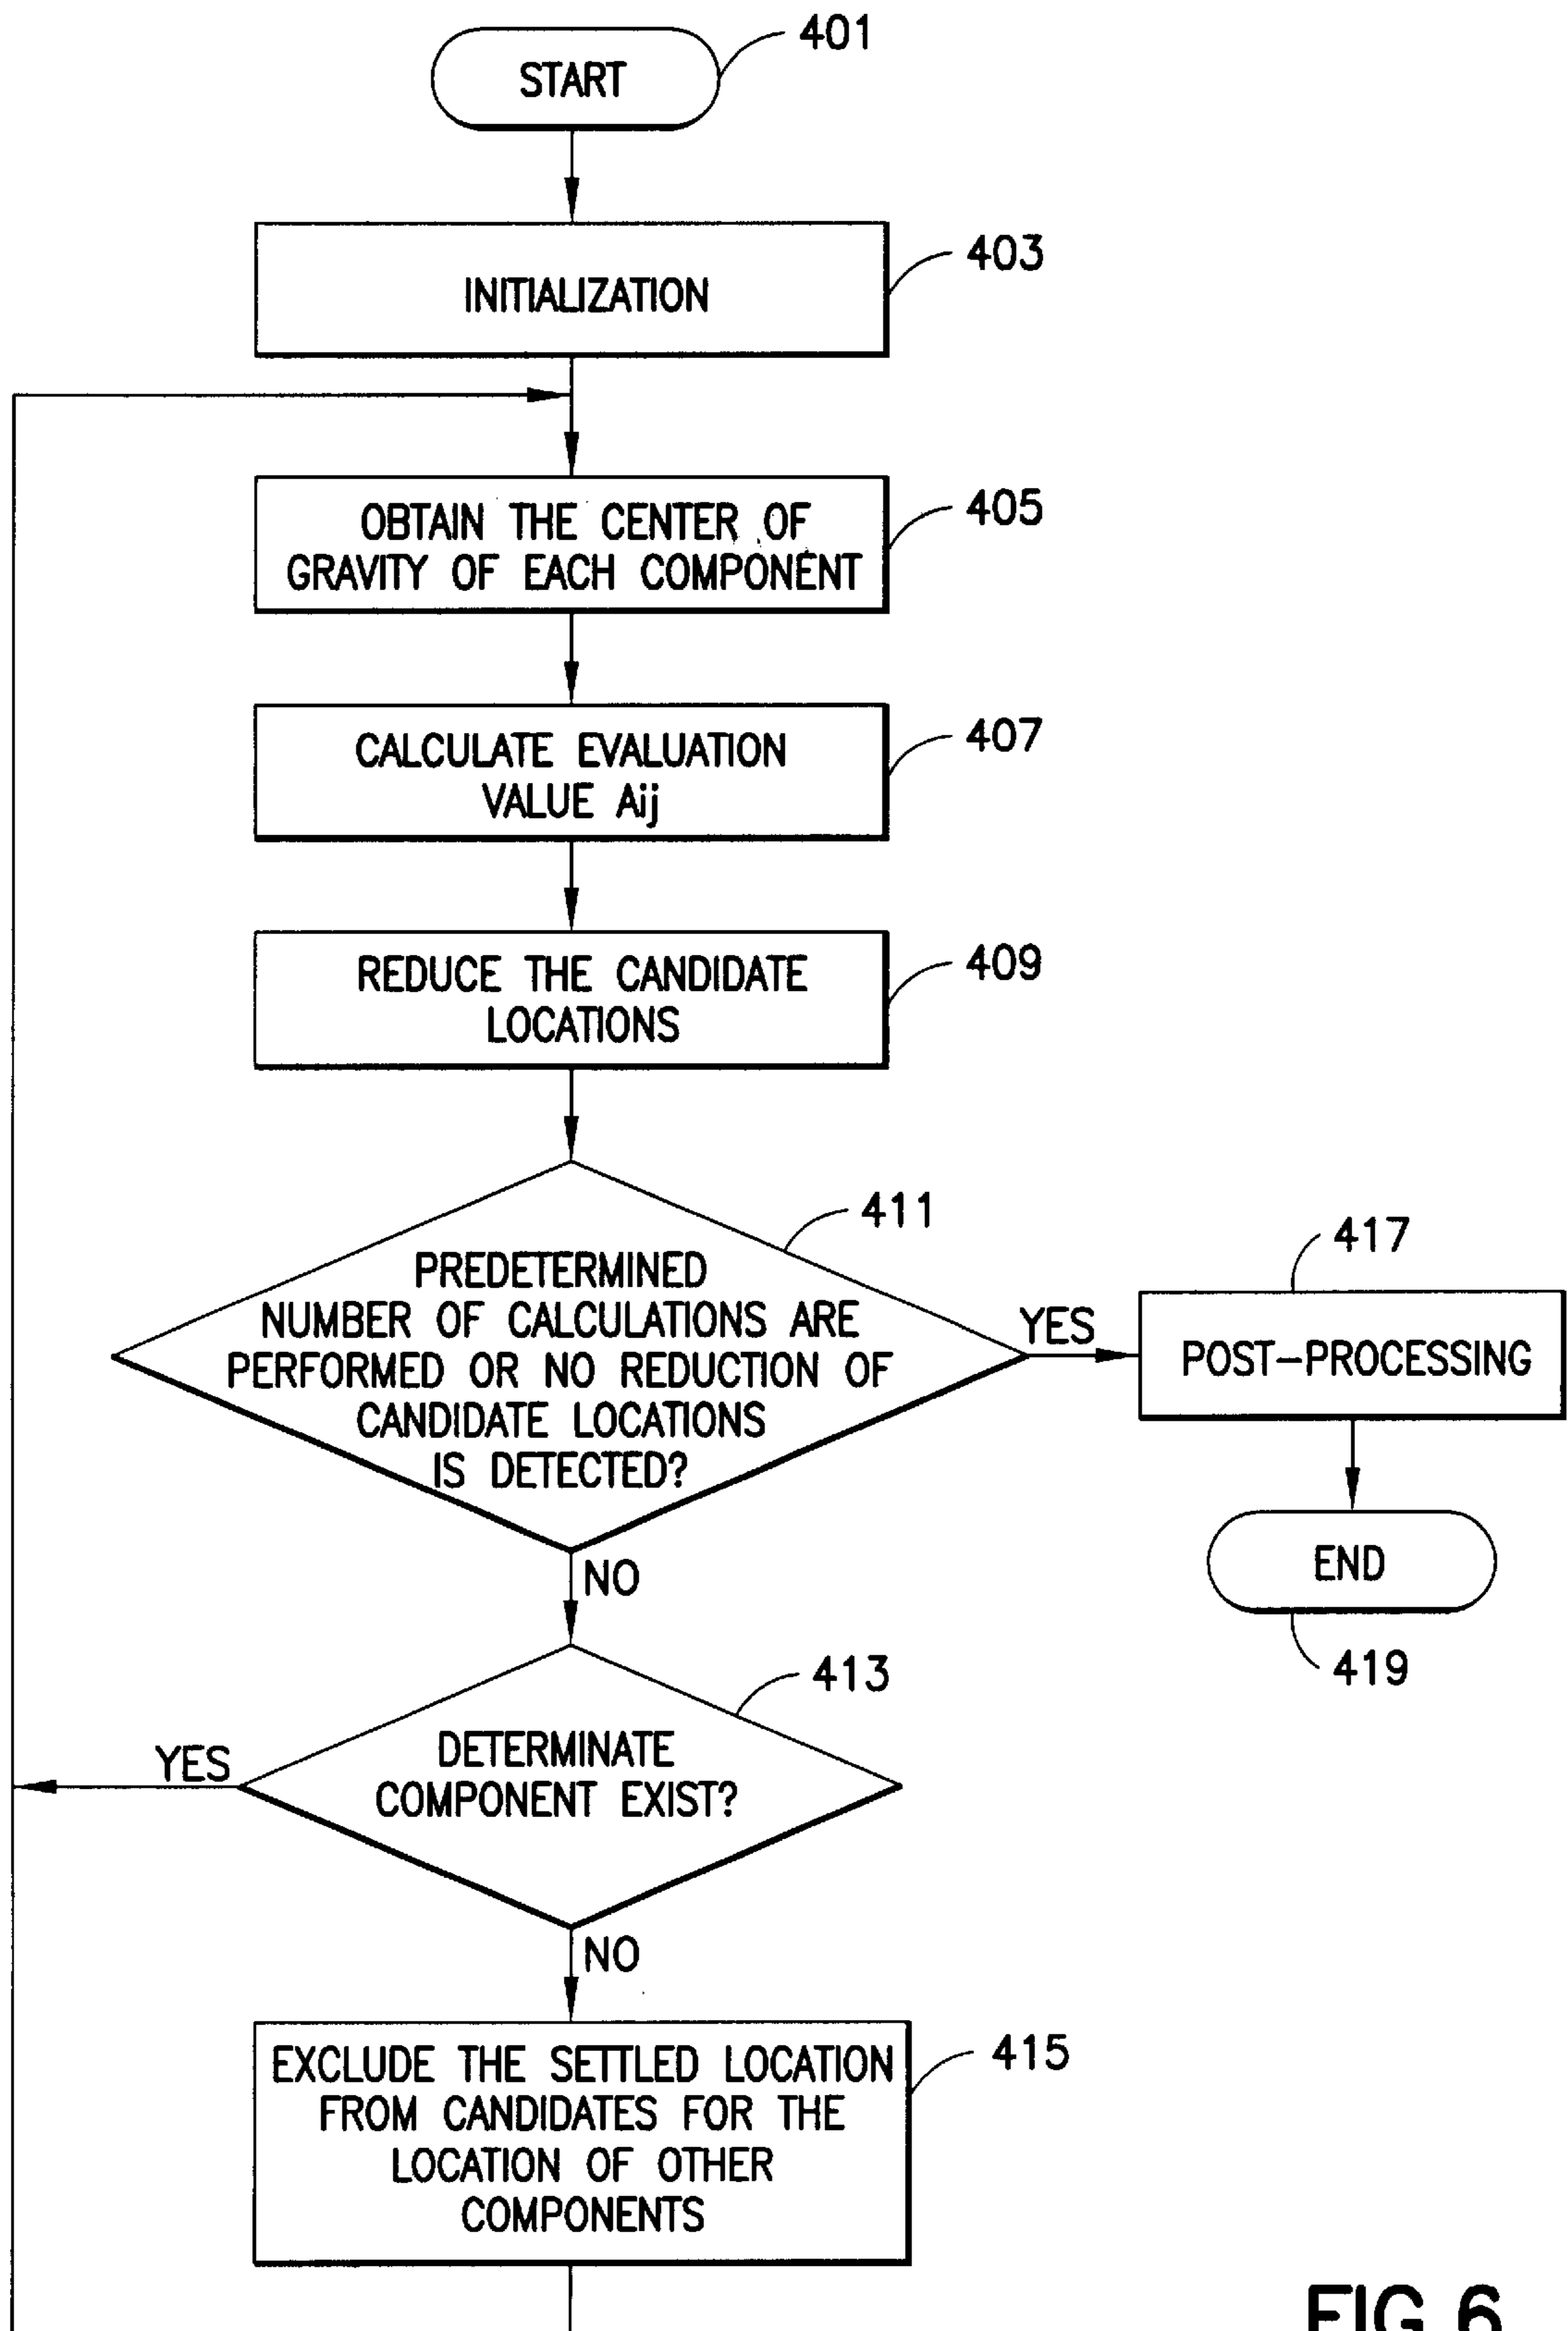 START
401
INITIALIZATION
403
OBTAIN THE CENTER OF
GRAVITY OF EACH COMPONENT
405
CALCULATE EVALUATION
VALUE Aij
407
REDUCE THE CANDIDATE
LOCATIONS
409
PREDETERMINED
NUMBER OF CALCULATIONS ARE
PERFORMED OR NO REDUCTION OF
CANDIDATE LOCATIONS
IS DETECTED?
411
YES
417
POST-PROCESSING
END
419
NO
DETERMINATE
COMPONENT EXIST?
413
YES
NO
EXCLUDE THE SETTLED LOCATION
FROM CANDIDATES FOR THE
LOCATION OF OTHER
COMPONENTS
415
FIG.6